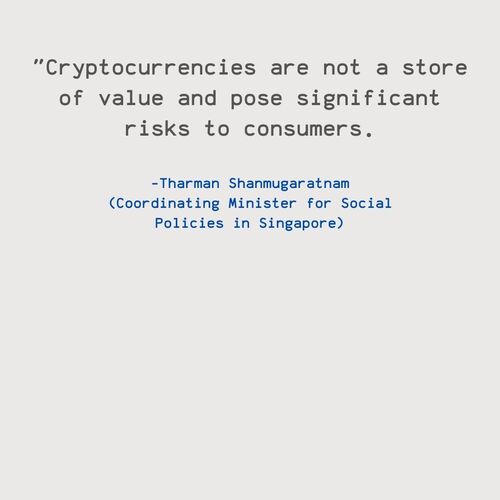 "Cryptocurrencies are not a store
of value and pose significant
risks to consumers.
-Tharman Shanmugaratnam
(Coordinating Minister for Social
Policies in Singapore)